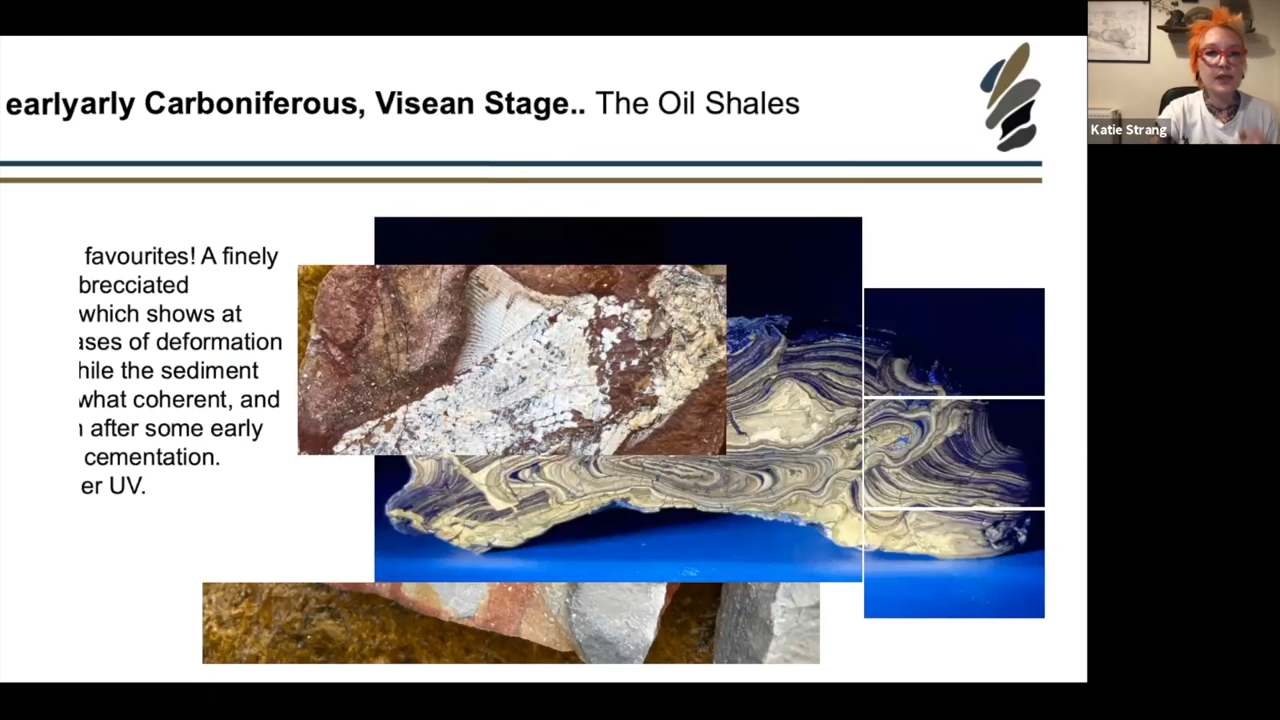 earlyarly Carboniferous, Visean Stage.. The Oil Shales
Katie Strang
favourites! A finely
brecciated
which shows at
ases of deformation
hile the sediment
what coherent, and
after some early
cementation.
er UV.